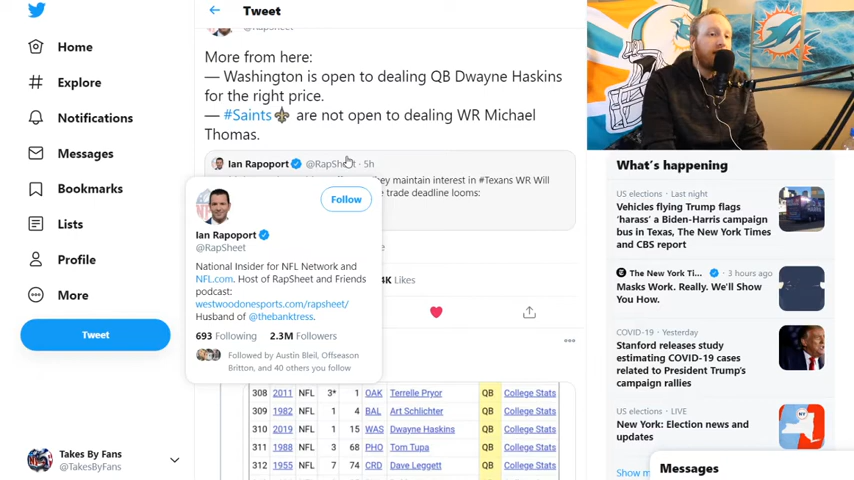 Tweet
Home
Explore
Notifications
Messages
Bookmarks
Lists
Profile
More
Tweet
Takes By Fans
@TakesByFans
More from here:
— Washington is open to dealing QB Dwayne Haskins
for the right price.
— #Saints are not open to dealing WR Michael
Thomas.
Ian Rapoport @RapSheet · 5h
ey maintain interest in #Texans WR Will
e trade deadline looms:
Follow
Ian Rapoport
@RapSheet
National Insider for NFL Network and
NFL.com. Host of RapSheet and Friends
podcast:
westwoodonesports.com/rapsheet/
Husband of @thebanktress.
693 Following 2.3M Followers
Followed by Austin Bleil, Offseason
Britton, and 40 others you follow
K Likes
308 2011 NFL 3* 1 OAK Terrelle Pryor QB College Stats
309 1982 NFL 1 4 BAL Art Schlichter QB College Stats
310 2019 NFL 1 15 WAS Dwayne Haskins QB College Stats
311 1988 NFL 3 68 PHO Tom Tupa QB College Stats
312 1955 NFL 7 74 CRD Dave Leggett QB College Stats
What's happening
US elections · Last night
Vehicles flying Trump flags
'harass' a Biden-Harris campaign
bus in Texas, The New York Times
and CBS report
The New York Ti... · 3 hours ago
Masks Work. Really. We'll Show
You How.
COVID-19 · Yesterday
Stanford releases study
estimating COVID-19 cases
related to President Trump's
campaign rallies
US elections · LIVE
New York: Election news and
updates
Show m
Messages